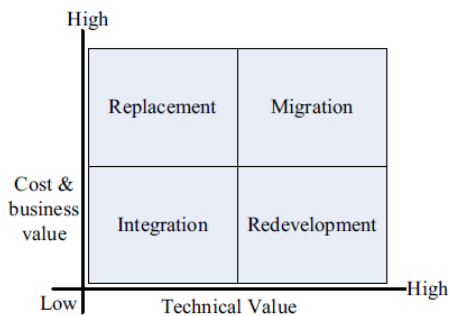 High
Replacement
Migration
Cost &
business
value
Integration
Redevelopment
High
Low
Technical Value